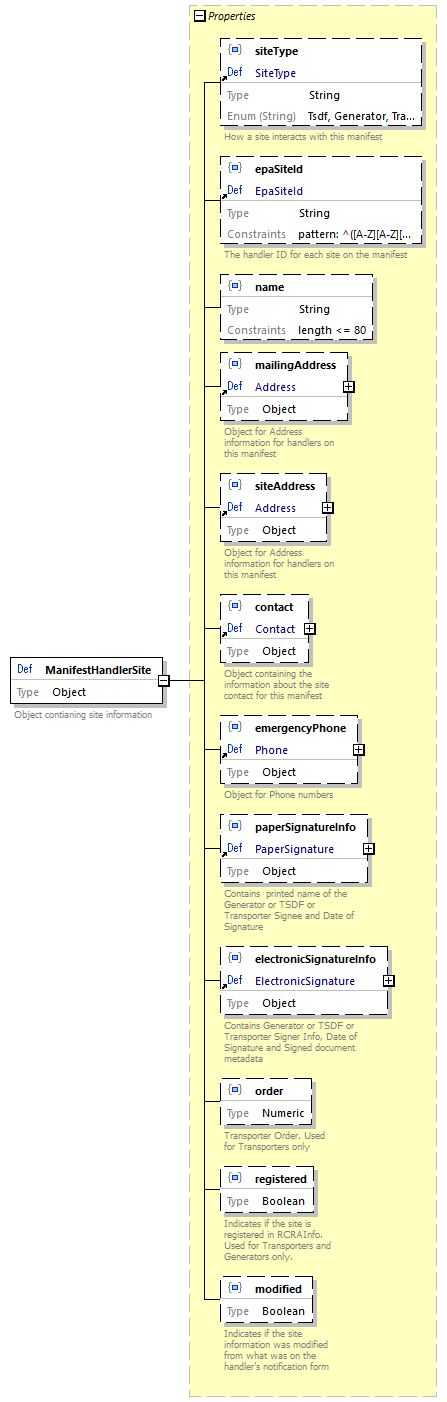 Properties
siteType
Def SiteType
Type String
Enum (String) Tsdf, Generator, Tra...
How a site interacts with this manifest
epaSiteId
Def EpaSiteId
Type String
Constraints pattern: ^([A-Z][A-Z][...
The handler ID for each site on the manifest
name
Type String
Constraints length <= 80
mailingAddress
Def Address
Type Object
Object for Address
information for handlers on
this manifest
siteAddress
Def Address
Type Object
Object for Address
information for handlers on
this manifest
contact
Def Contact
Type Object
Object containing the
information about the site
contact for this manifest
Def ManifestHandlerSite
Type Object
Object contianing site information
emergencyPhone
Def Phone
Type Object
Object for Phone numbers
paperSignatureInfo
Def PaperSignature
Type Object
Contains printed name of the
Generator or TSDF or
Transporter Signee and Date of
Signature
electronicSignatureInfo
Def ElectronicSignature
Type Object
Contains Generator or TSDF or
Transporter Signer Info, Date of
Signature and Signed document
metadata
order
Type Numeric
Transporter Order. Used
for Transporters only
registered
Type Boolean
Indicates if the site is
registered in RCRAInfo.
Used for Transporters and
Generators only.
modified
Type Boolean
Indicates if the site
information was modified
from what was on the
handler's notification form